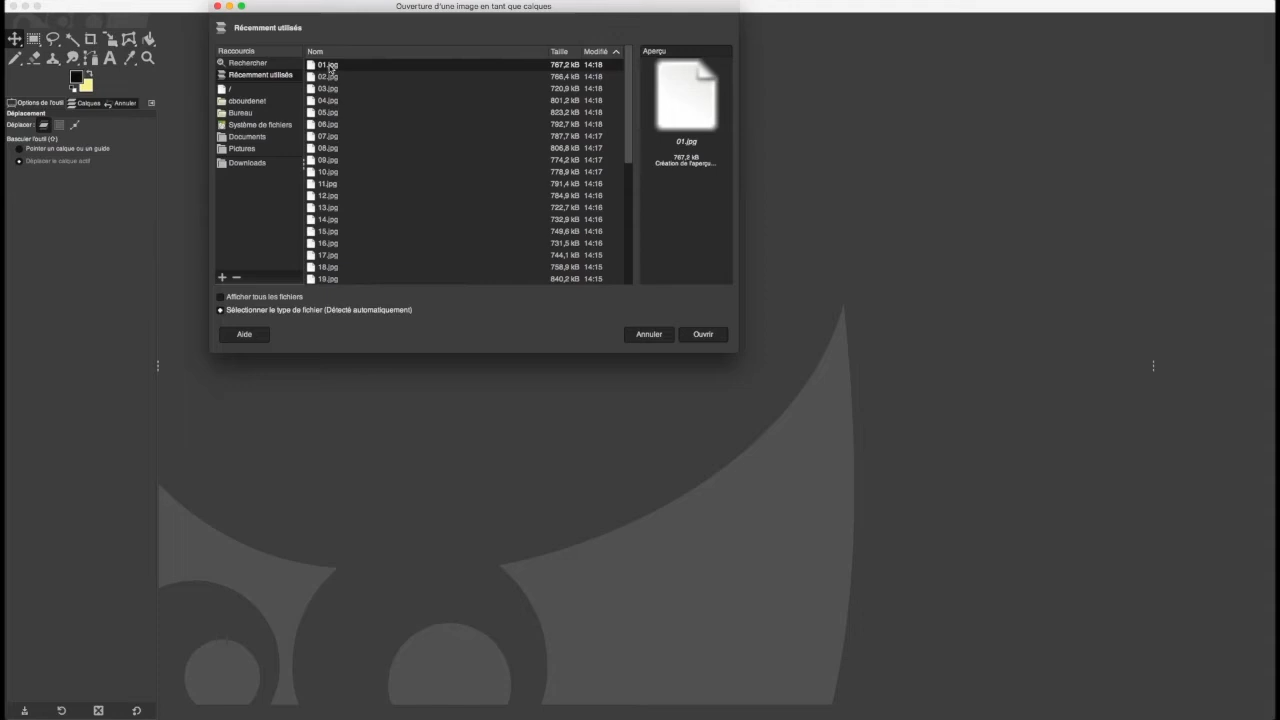 Ouverture d'une image en tant que calques
Récemment utilisés
Raccourcis
Rechercher
Récemment utilisés
/
cbourdenet
Bureau
Système de fichiers
Documents
Pictures
Downloads
Nom Taille Modifié
01.jpg 767,2 kB 14:18
02.jpg 766,4 kB 14:18
03.jpg 720,9 kB 14:18
04.jpg 801,2 kB 14:18
05.jpg 823,2 kB 14:18
06.jpg 792,7 kB 14:18
07.jpg 787,7 kB 14:17
08.jpg 806,8 kB 14:17
09.jpg 774,2 kB 14:17
10.jpg 778,9 kB 14:17
11.jpg 791,4 kB 14:16
12.jpg 784,9 kB 14:16
13.jpg 722,7 kB 14:16
14.jpg 732,9 kB 14:16
15.jpg 749,6 kB 14:16
16.jpg 731,5 kB 14:16
17.jpg 744,1 kB 14:15
18.jpg 758,9 kB 14:15
19.jpg 840,2 kB 14:15
Aperçu
01.jpg
767,2 kB
Création de l'aperçu...
Afficher tous les fichiers
Sélectionner le type de fichier (Détecté automatiquement)
Aide Annuler Ouvrir
Options de l'outil Calques Annuler
Déplacement
Déplacer :
Basculer l'outil (⇧)
Pointer un calque ou un guide
Déplacer le calque actif